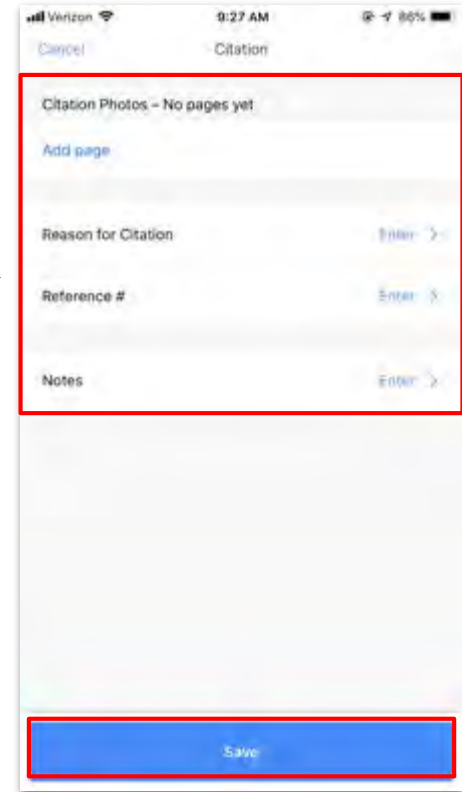 Verizon 9:27 AM 86%
Cancel Citation
Citation Photos – No pages yet
Add page
Reason for Citation Enter >
Reference # Enter >
Notes Enter >
Save